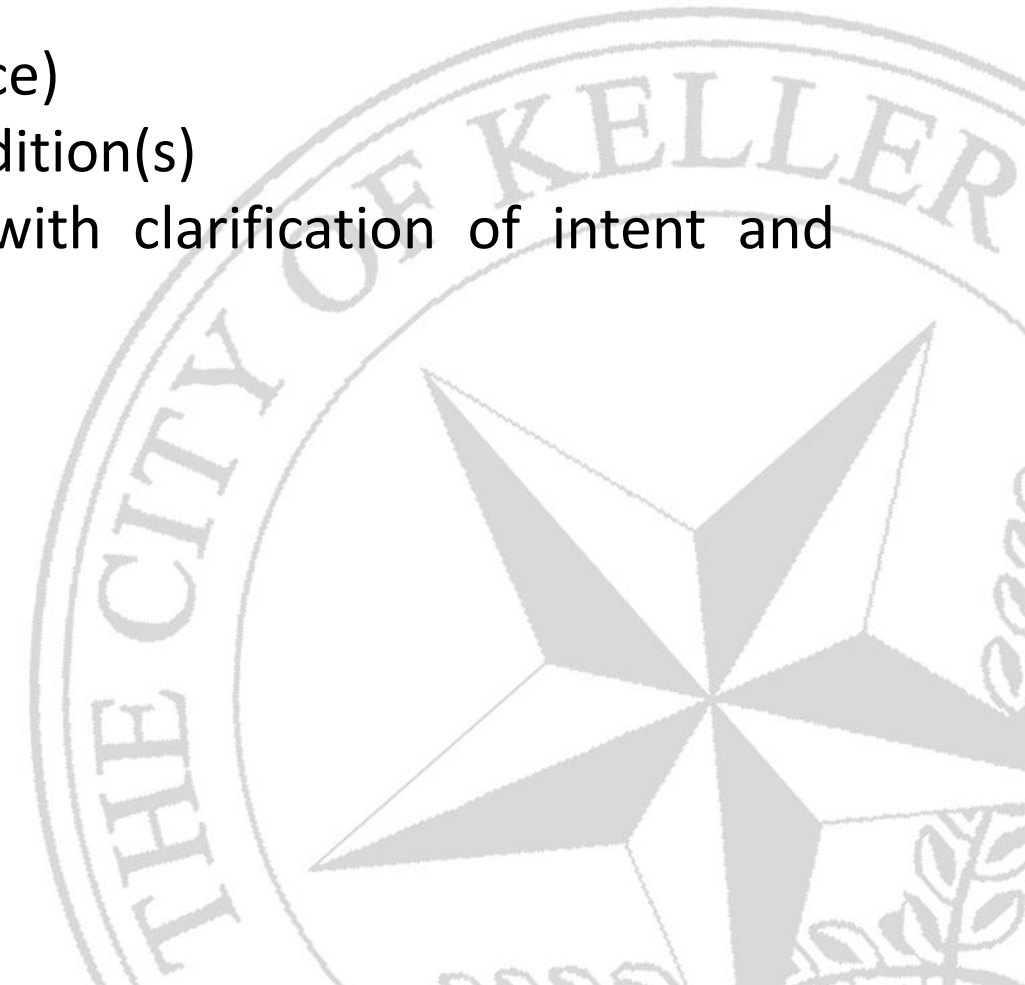 ce)
dition(s)
with clarification of intent and
THE CITY OF KELLER